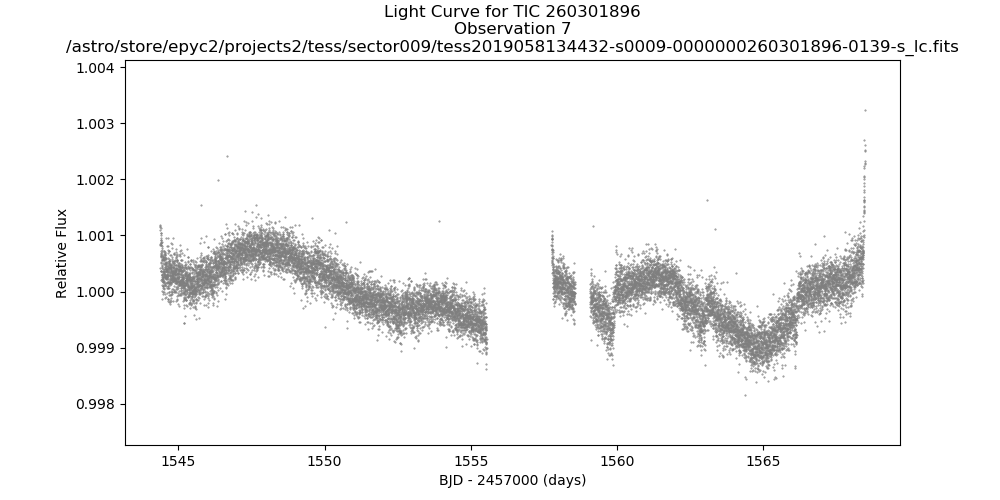 Light Curve for TIC 260301896
Observation 7
/astro/store/epyc2/projects2/tess/sector009/tess2019058134432-s0009-0000000260301896-0139-s_lc.fits
1.004
1.003
1.002
1.001
1.000
0.999
0.998
Relative Flux
1545
1550
1555
1560
1565
BJD - 2457000 (days)